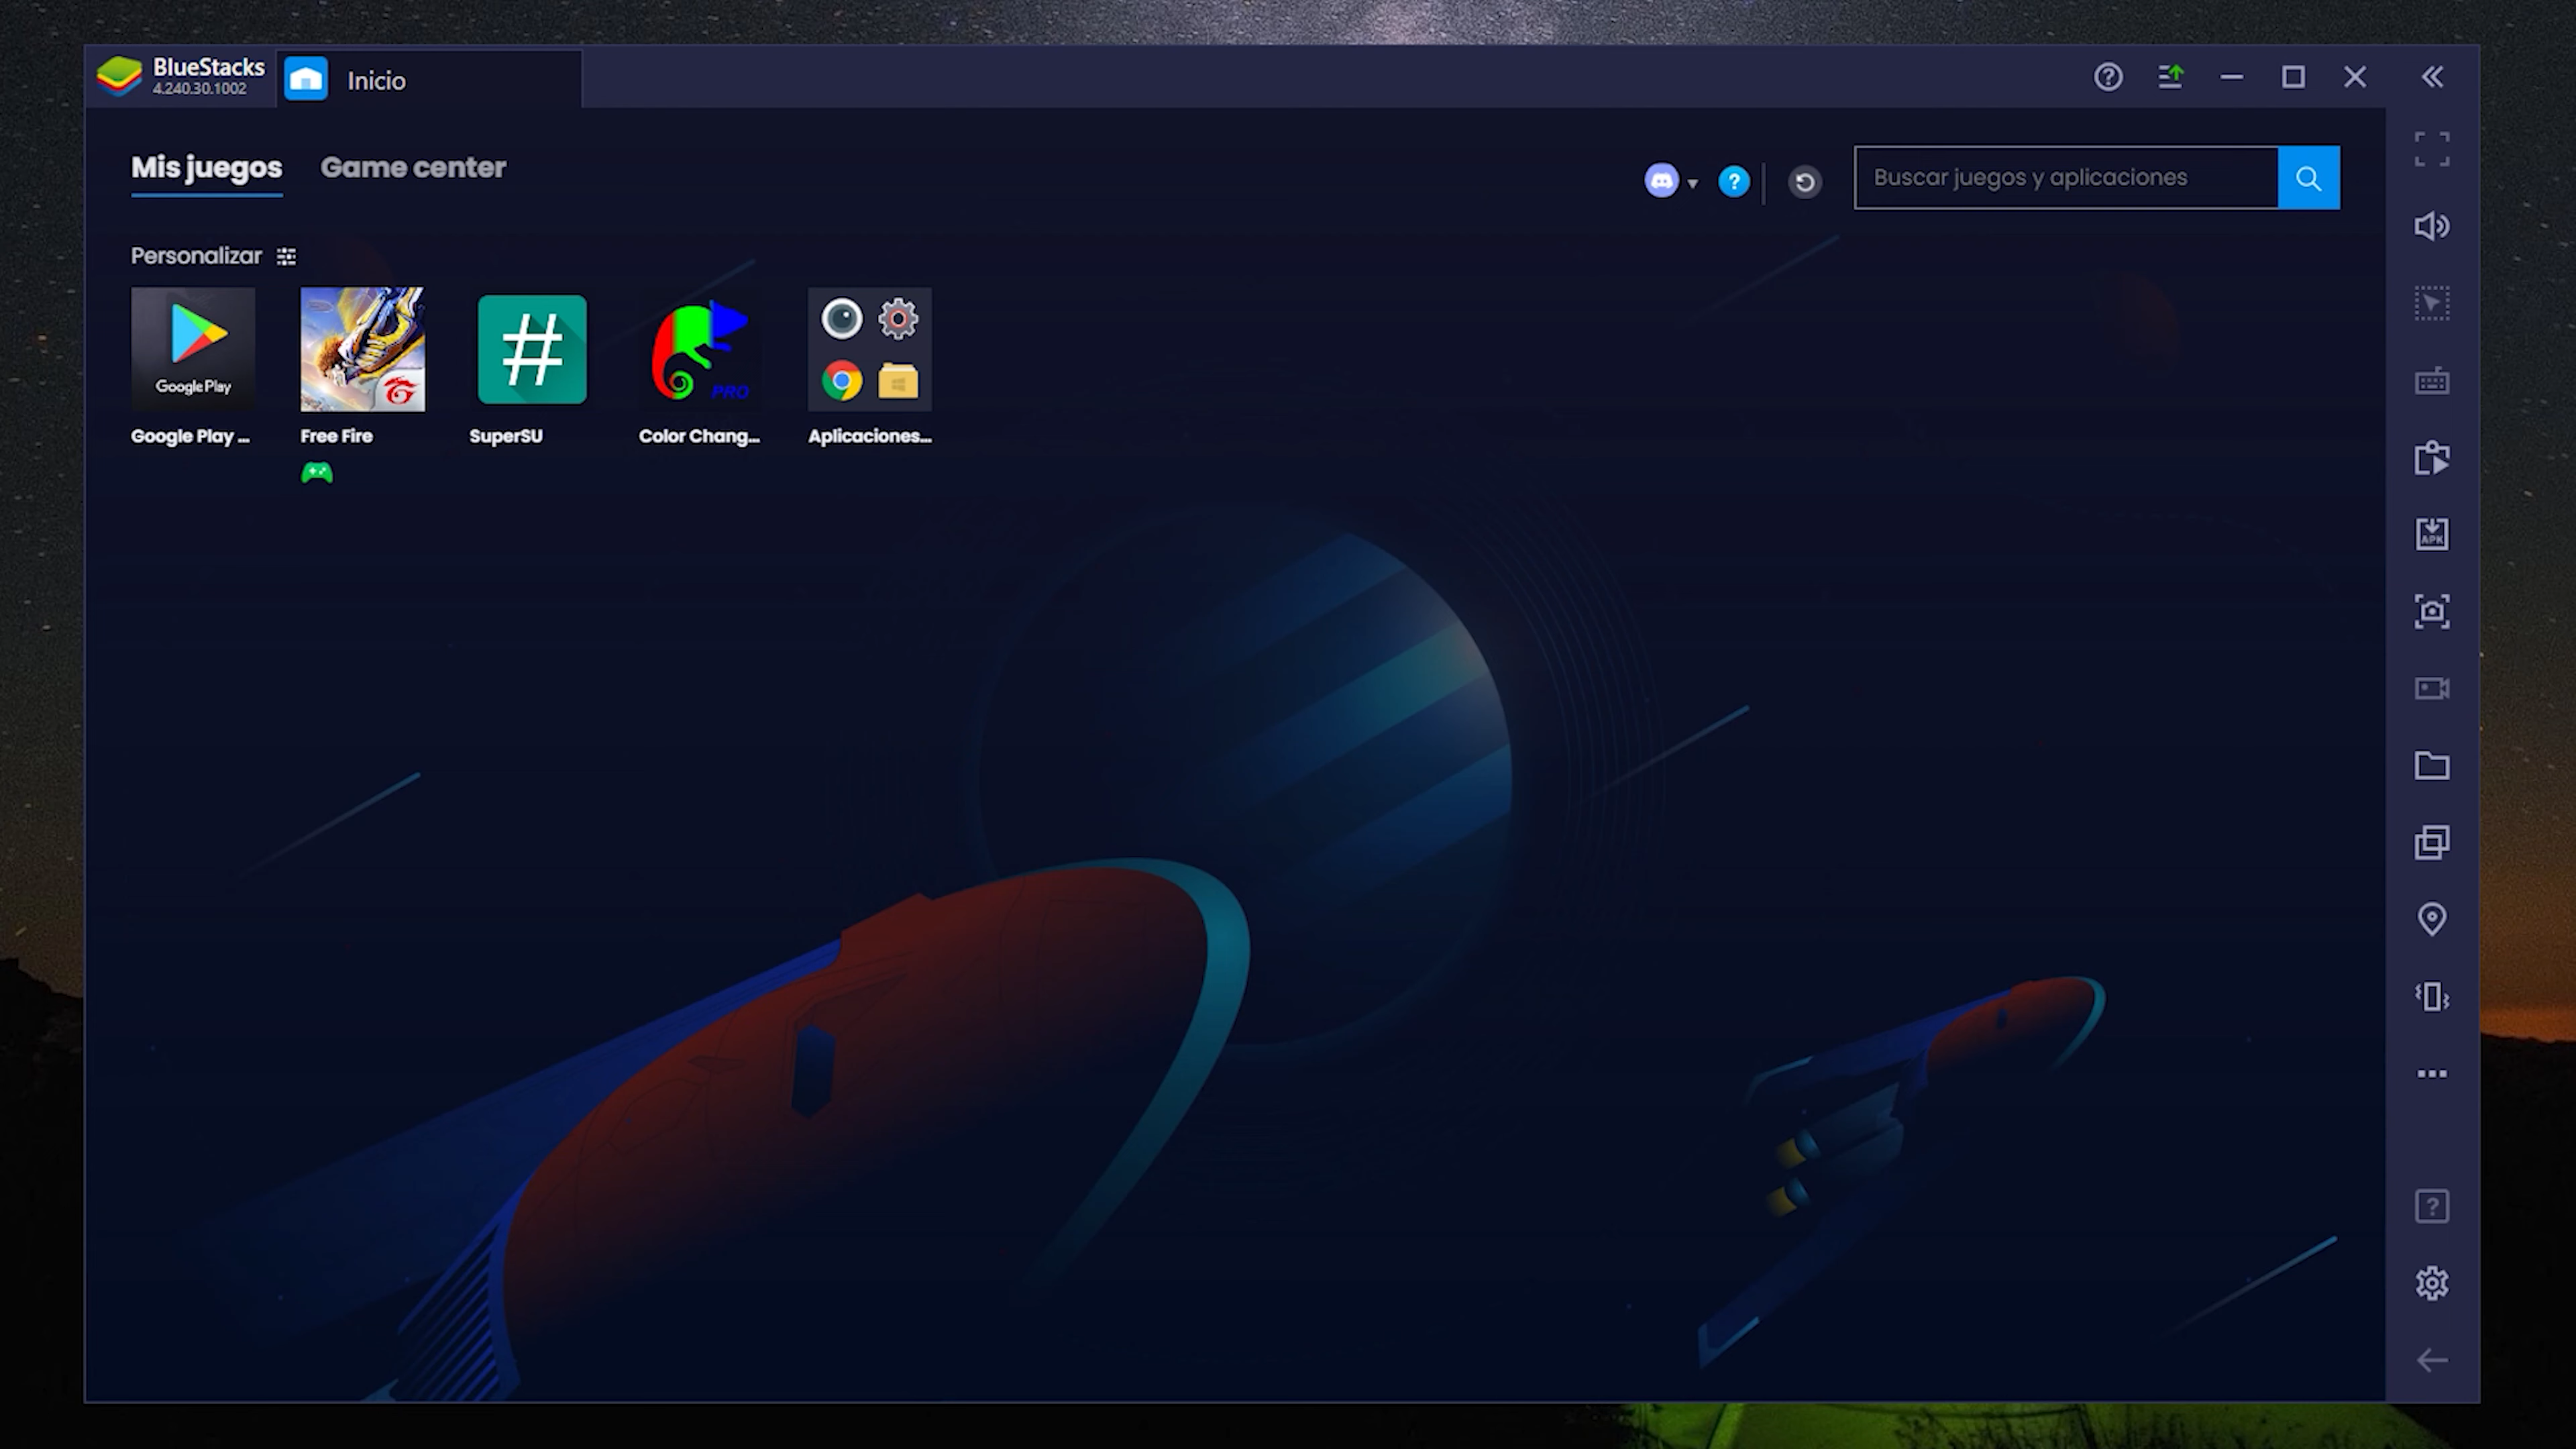 BlueStacks
4.240.30.1002
Inicio
Mis juegos
Game center
Buscar juegos y aplicaciones
Personalizar
Google Play
PRO
Google Play ...
Free Fire
SuperSU
Color Chang...
Aplicaciones...
APK